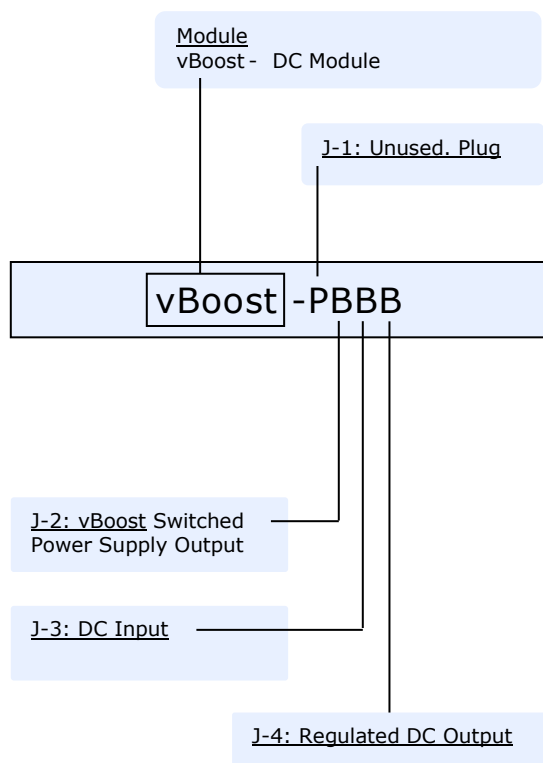 Module
vBoost - DC Module
J-1: Unused. Plug
vBoost -PBBB
J-2: vBoost Switched
Power Supply Output
J-3: DC Input
J-4: Regulated DC Output